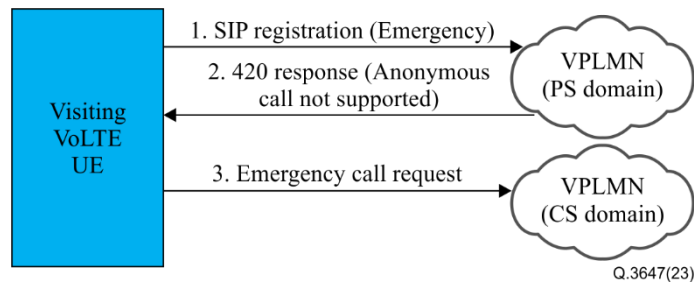 1. SIP registration (Emergency)
2. 420 response (Anonymous
call not supported)
3. Emergency call request
Visiting
VoLTE
UE
VPLMN
(PS domain)
VPLMN
(CS domain)
Q.3647(23)